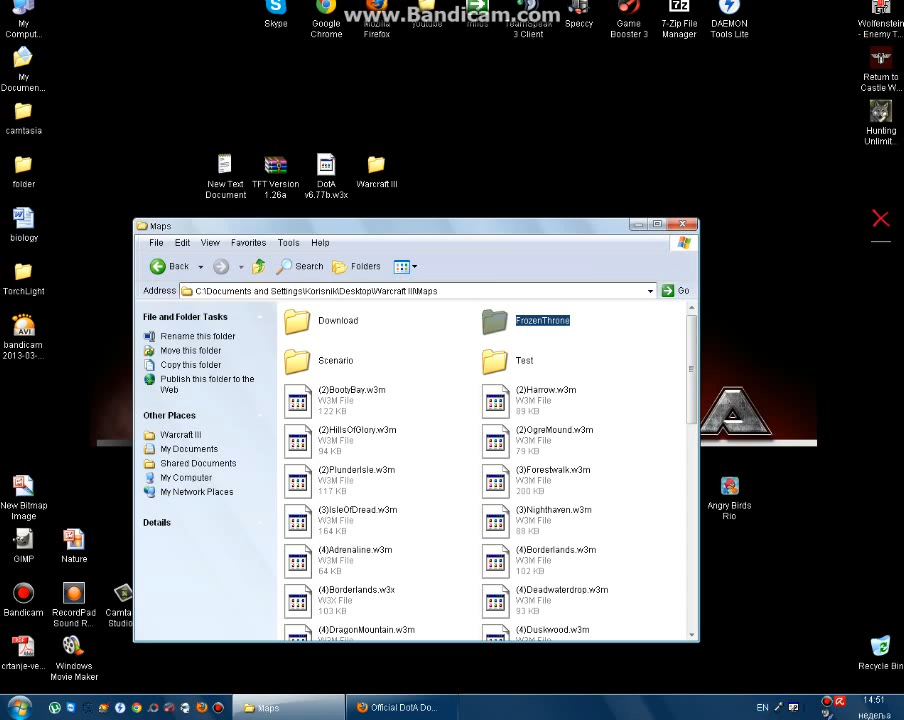 www.Bandicam.com
My
Comput...
Skype
Google
Chrome
Mozilla
Firefox
TeamSpeak
3 Client
Speccy
Game
Booster 3
7-Zip File
Manager
DAEMON
Tools Lite
Wolfenstein
- Enemy T...
My
Documen...
Return to
Castle W...
camtasia
Hunting
Unlimit...
folder
New Text
Document
TFT Version
1.26a
DotA
v6.77b.w3x
Warcraft III
biology
TorchLight
bandicam
2013-03-...
Maps
File Edit View Favorites Tools Help
Back Search Folders
Address C:\Documents and Settings\Korisnik\Desktop\Warcraft III\Maps Go
File and Folder Tasks
Rename this folder
Move this folder
Copy this folder
Publish this folder to the
Web
Other Places
Warcraft III
My Documents
Shared Documents
My Computer
My Network Places
Details
Download
FrozenThrone
Scenario
Test
(2)BootyBay.w3m
W3M File
122 KB
(2)Harrow.w3m
W3M File
89 KB
(2)HillsOfGlory.w3m
W3M File
94 KB
(2)OgreMound.w3m
W3M File
79 KB
(2)PlunderIsle.w3m
W3M File
117 KB
(3)Forestwalk.w3m
W3M File
200 KB
(3)IsleOfDread.w3m
W3M File
164 KB
(3)Nighthaven.w3m
W3M File
88 KB
(4)Adrenaline.w3m
W3M File
64 KB
(4)Borderlands.w3m
W3M File
102 KB
(4)Borderlands.w3x
W3X File
103 KB
(4)Deadwaterdrop.w3m
W3M File
93 KB
(4)DragonMountain.w3m
W3M File
(4)Duskwood.w3m
W3M File
A
New Bitmap
Image
Angry Birds
Rio
GIMP
Nature
Bandicam
RecordPad
Sound R...
Camta
Studio
crtanje-ve...
Windows
Movie Maker
Recycle Bin
Maps
Official DotA Do...
EN
14:51
недеља